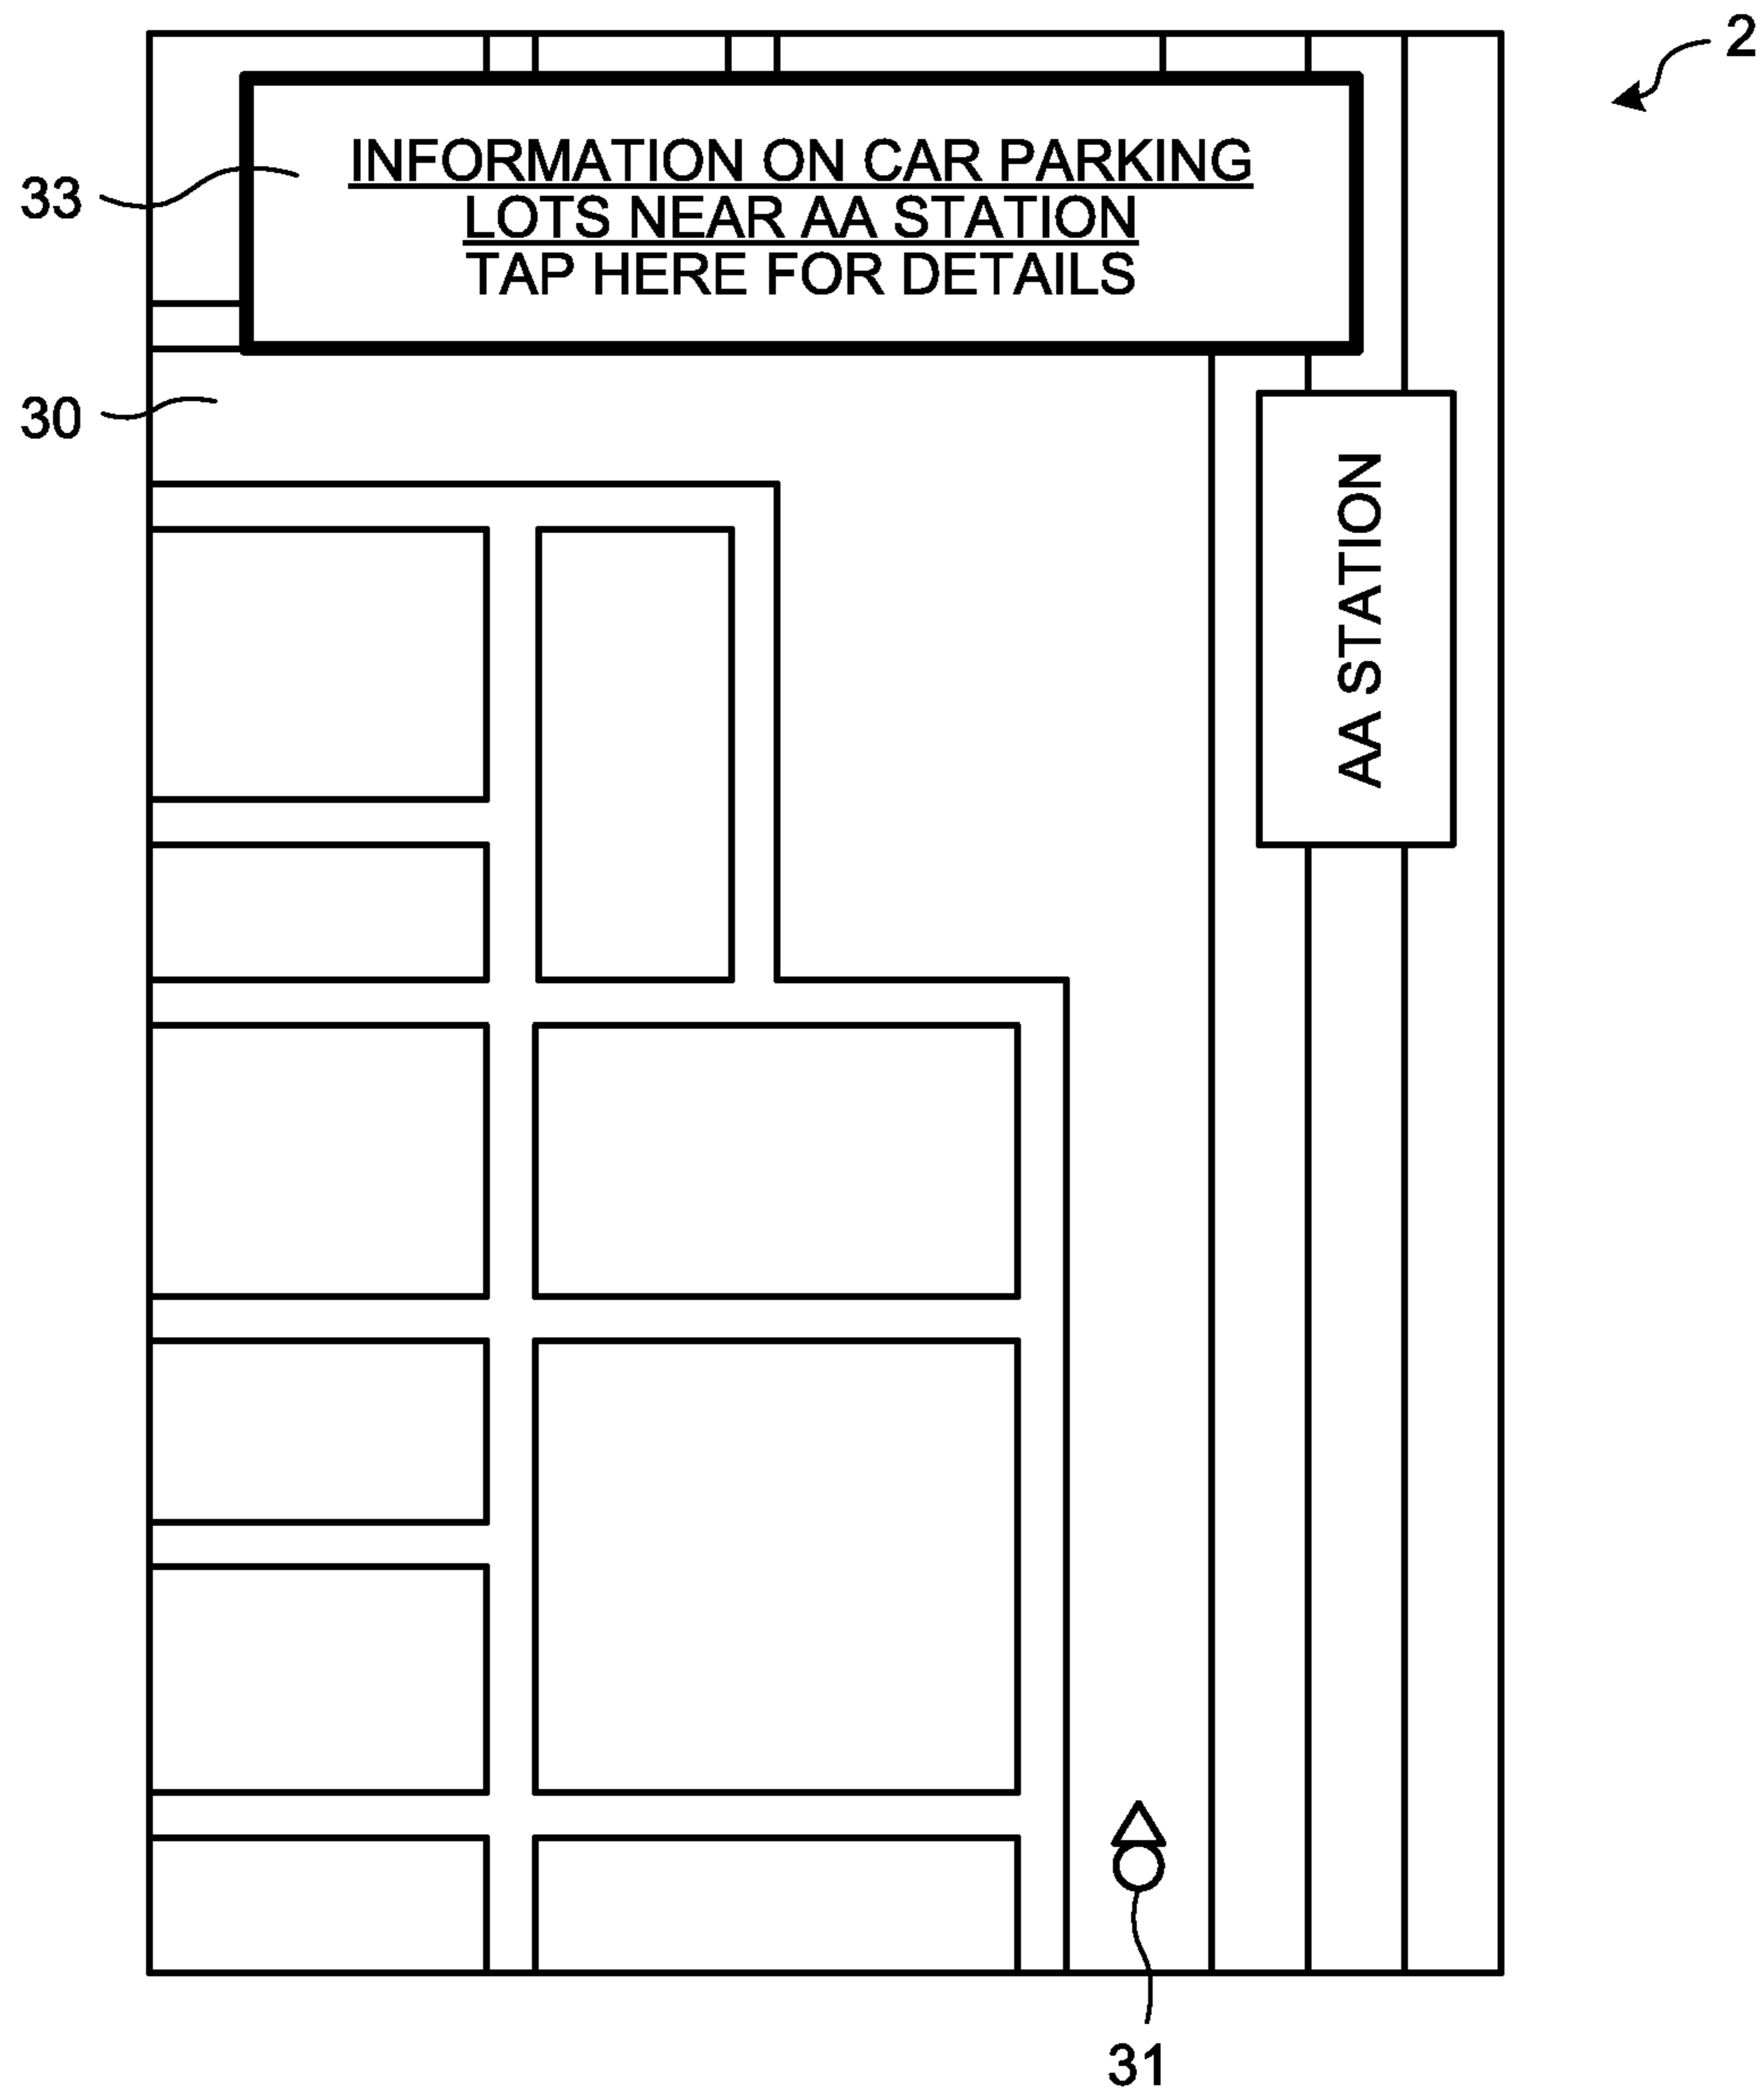 2
INFORMATION ON CAR PARKING
LOTS NEAR AA STATION
TAP HERE FOR DETAILS
33
30
AA STATION
31